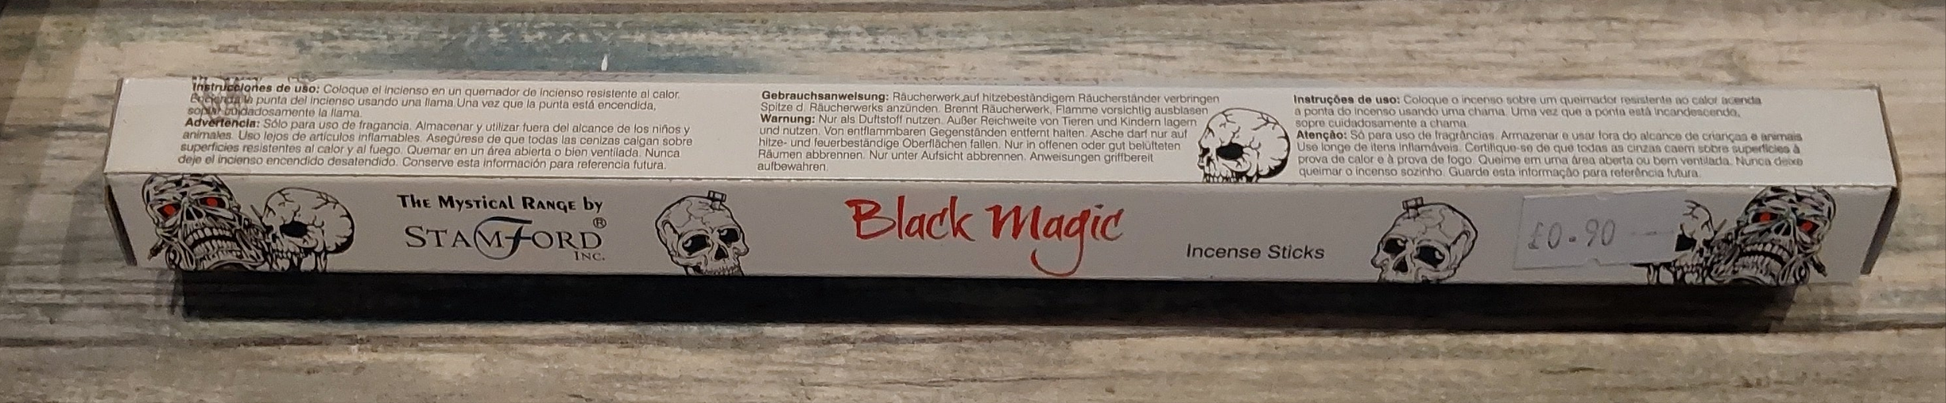 Instrucciones de uso: Coloque el incienso en un quemador de incienso resistente al calor.
Encienda la punta del incienso usando una llama. Una vez que la punta está encendida,
soplar cuidadosamente la llama.
Advertencia: Sólo para uso de fragancia. Almacenar y utilizar fuera del alcance de los niños y
animales. Uso lejos de artículos inflamables. Asegúrese de que todas las cenizas caigan sobre
superficies resistentes al calor y al fuego. Quemar en un área abierta o bien ventilada. Nunca
deje el incienso encendido desatendido. Conserve esta información para referencia futura.
Gebrauchsanweisung: Räucherwerk auf hitzebeständigem Räucherständer verbringen
Spitze d. Räucherwerks anzünden. Brennt Räucherwerk, Flamme vorsichtig ausblasen
Warnung: Nur als Duftstoff nutzen. Außer Reichweite von Tieren und Kindern lagern
und nutzen. Von entflammbaren Gegenständen entfernt halten. Asche darf nur auf
hitze- und feuerbeständige Oberflächen fallen. Nur in offenen oder gut belüfteten
Räumen abbrennen. Nur unter Aufsicht abbrennen. Anweisungen griffbereit
aufbewahren.
Instruções de uso: Coloque o incenso sobre um queimador resistente ao calor acenda
a ponta do incenso usando uma chama. Uma vez que a ponta está incandescendo,
sopre cuidadosamente a chama.
Atenção: Só para uso de fragrâncias. Armazenar e usar fora do alcance de crianças e animais
Use longe de itens inflamáveis. Certifique-se de que todas as cinzas caem sobre superfícies à
prova de calor e à prova de fogo. Queime em uma área aberta ou bem ventilada. Nunca deixe
queimar o incenso sozinho. Guarde esta informação para referência futura.
The Mystical Range by
STAMFORD®
INC.
Black Magic
Incense Sticks
£0.90